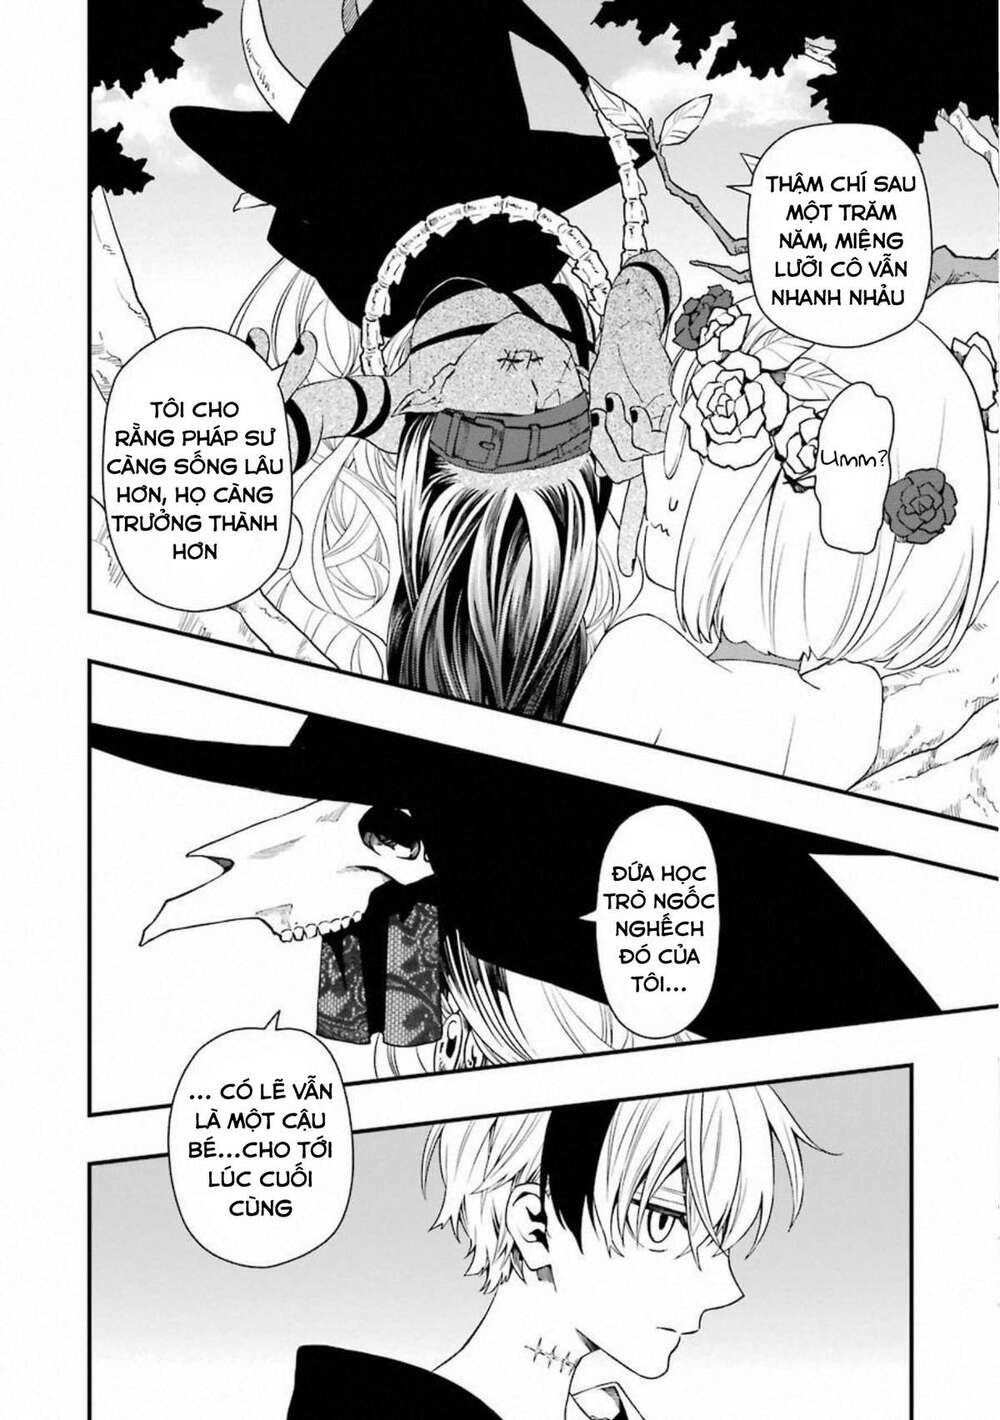 THẬM CHÍ SAU
MỘT TRĂM
NĂM, MIỆNG
LƯỠI CÔ VẪN
NHANH NHẢU
Umm?
TÔI CHO
RẰNG PHÁP SƯ
CÀNG SỐNG LÂU
HƠN, HỌ CÀNG
TRƯỞNG THÀNH
HƠN
ĐỨA HỌC
TRÒ NGỐC
NGHẾCH
ĐÓ CỦA
TÔI...
... CÓ LẼ VẪN
LÀ MỘT CẬU
BÉ...CHO TỚI
LÚC CUỐI
CÙNG